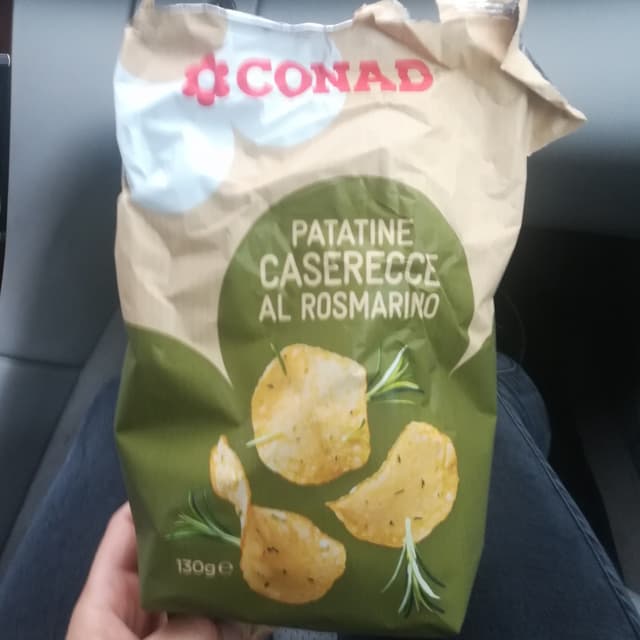 CONAD
PATATINE
CASERECCE
AL ROSMARINO
130g℮